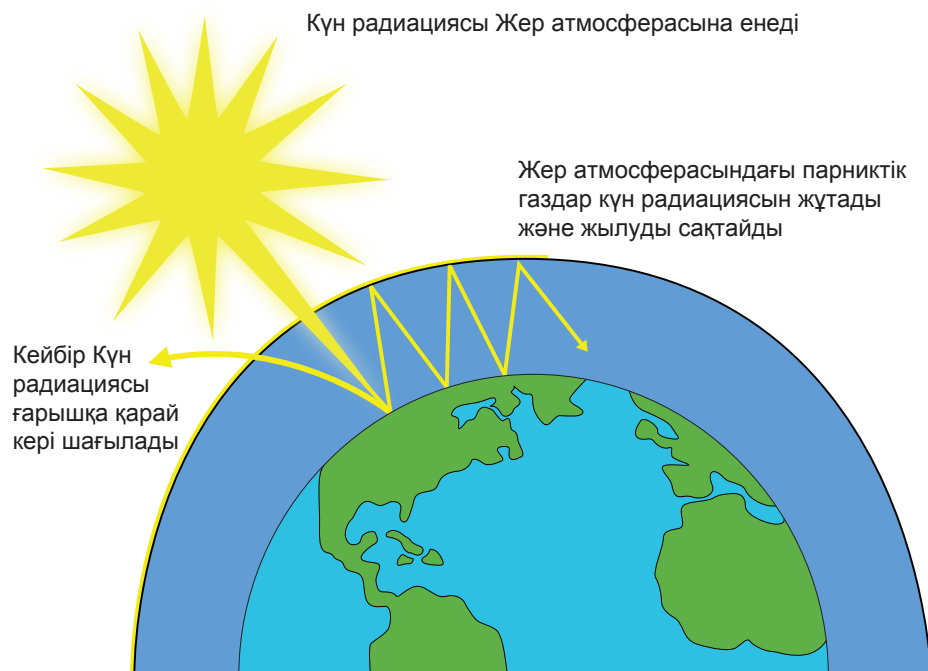 Күн радиациясы Жер атмосферасына енеді
Жер атмосферасындағы парниктік
газдар күн радиациясын жұтады
және жылуды сақтайды
Кейбір Күн
радиациясы
ғарышқа қарай
кері шағылады